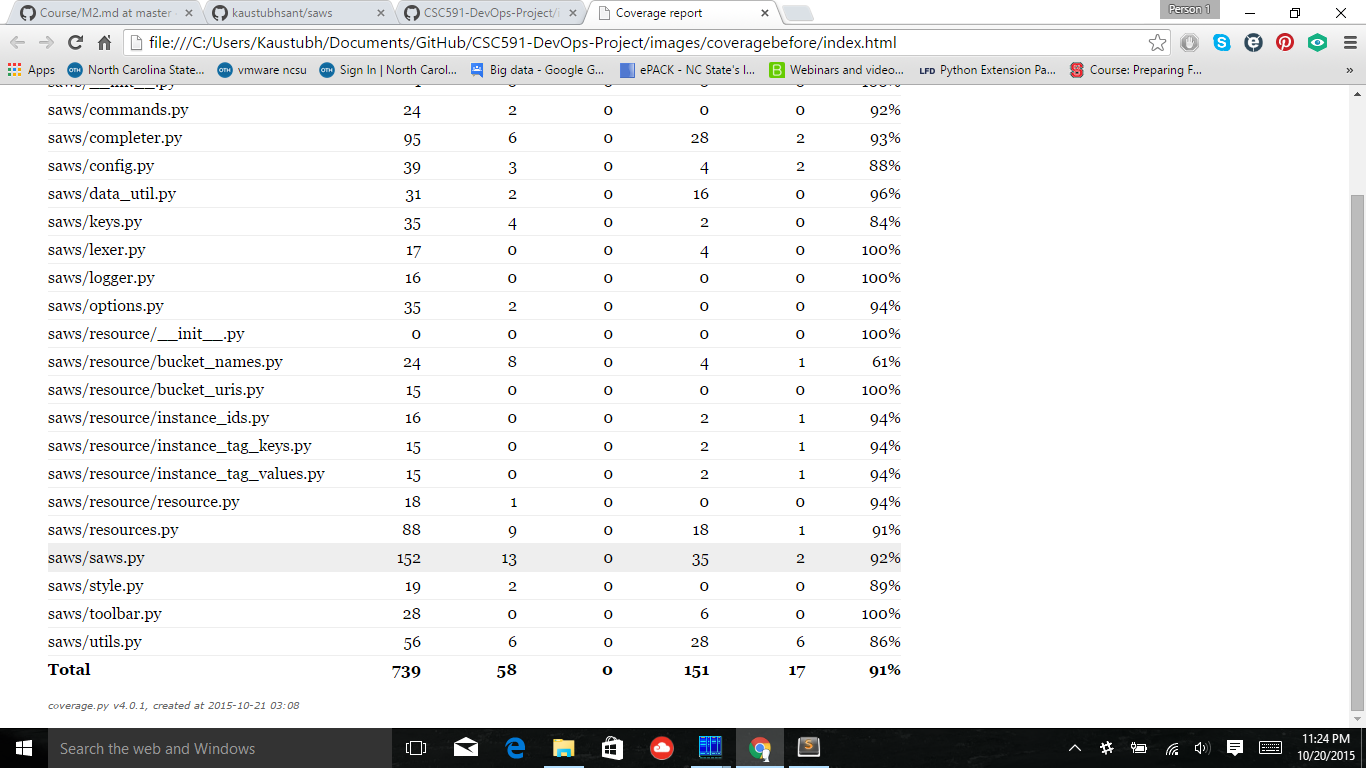 Course/M2.md at master
kaustubhsant/saws
CSC591-DevOps-Project/i
Coverage report
Person 1
file:///C:/Users/Kaustubh/Documents/GitHub/CSC591-DevOps-Project/images/coveragebefore/index.html
Apps North Carolina State... vmware ncsu Sign In | North Carol... Big data - Google G... ePACK - NC State's I... Webinars and video... LFD Python Extension Pa... Course: Preparing F... »
saws/__init__.py 1 0 0 0 0 100%
saws/commands.py 24 2 0 0 0 92%
saws/completer.py 95 6 0 28 2 93%
saws/config.py 39 3 0 4 2 88%
saws/data_util.py 31 2 0 16 0 96%
saws/keys.py 35 4 0 2 0 84%
saws/lexer.py 17 0 0 4 0 100%
saws/logger.py 16 0 0 0 0 100%
saws/options.py 35 2 0 0 0 94%
saws/resource/__init__.py 0 0 0 0 0 100%
saws/resource/bucket_names.py 24 8 0 4 1 61%
saws/resource/bucket_uris.py 15 0 0 0 0 100%
saws/resource/instance_ids.py 16 0 0 2 1 94%
saws/resource/instance_tag_keys.py 15 0 0 2 1 94%
saws/resource/instance_tag_values.py 15 0 0 2 1 94%
saws/resource/resource.py 18 1 0 0 0 94%
saws/resources.py 88 9 0 18 1 91%
saws/saws.py 152 13 0 35 2 92%
saws/style.py 19 2 0 0 0 89%
saws/toolbar.py 28 0 0 6 0 100%
saws/utils.py 56 6 0 28 6 86%
Total 739 58 0 151 17 91%
coverage.py v4.0.1, created at 2015-10-21 03:08
Search the web and Windows
11:24 PM
10/20/2015